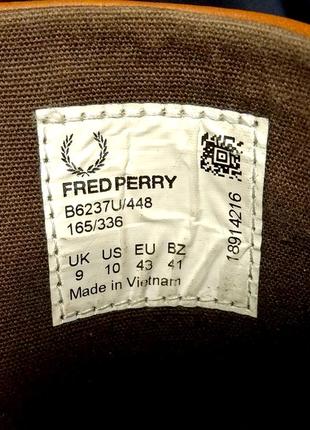 FRED PERRY
B6237U/448
165/336
UK US EU BZ
9 10 43 41
Made in Vietnam
18914216